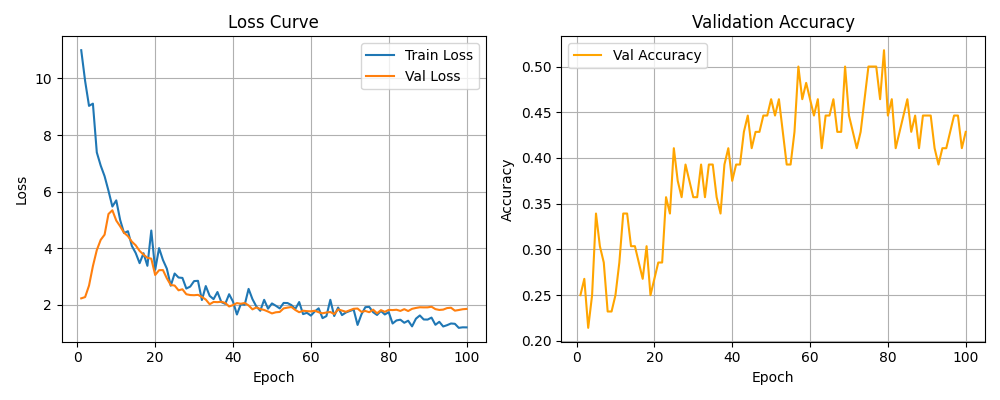 Loss Curve
Train Loss
Val Loss
Loss
10
8
6
4
2
0
20
40
60
80
100
Epoch
Validation Accuracy
Val Accuracy
Accuracy
0.50
0.45
0.40
0.35
0.30
0.25
0.20
0
20
40
60
80
100
Epoch